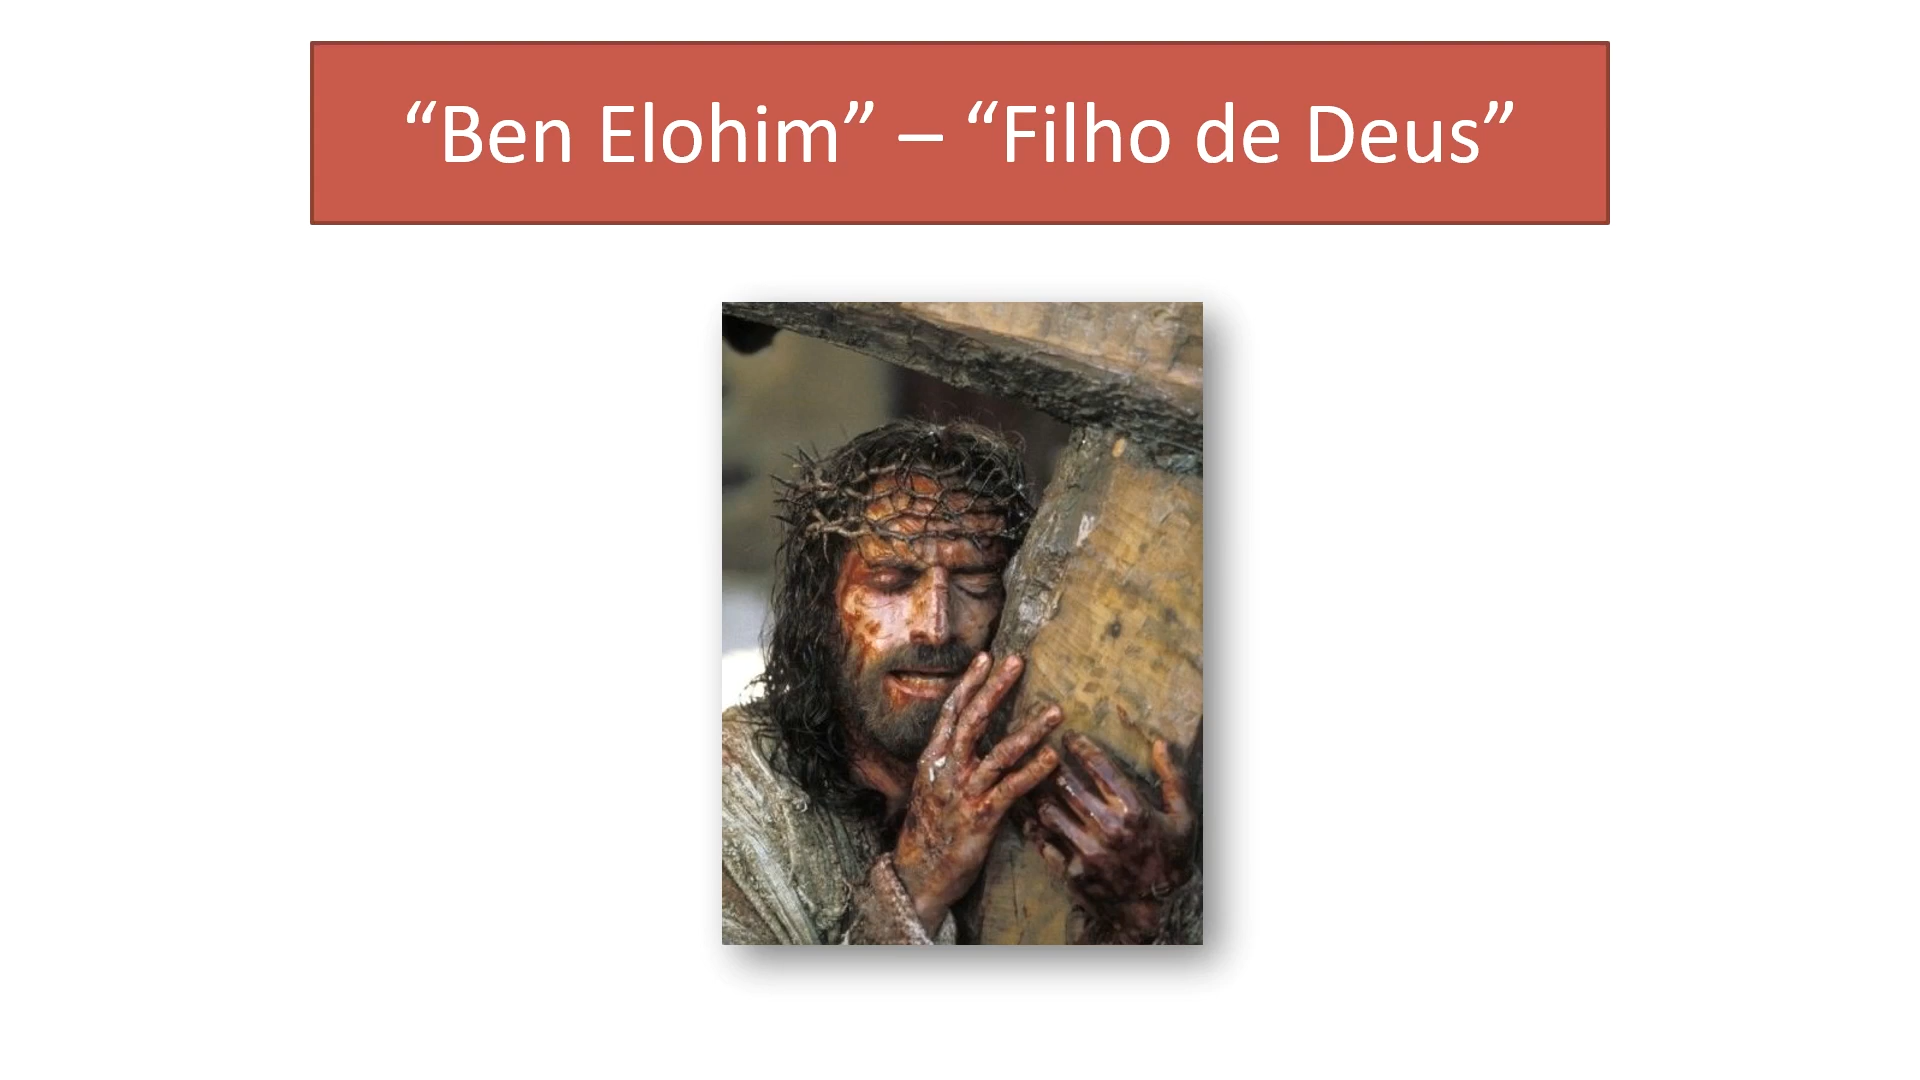 “Ben Elohim” – “Filho de Deus”